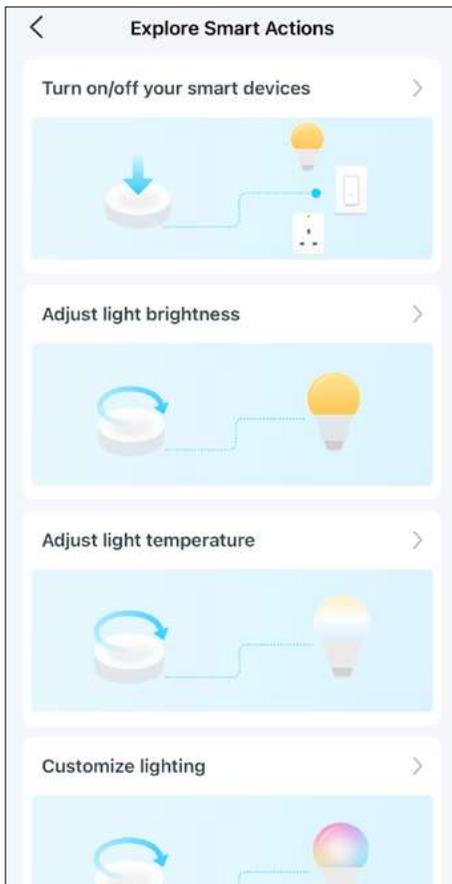 Explore Smart Actions
Turn on/off your smart devices
Adjust light brightness
Adjust light temperature
Customize lighting